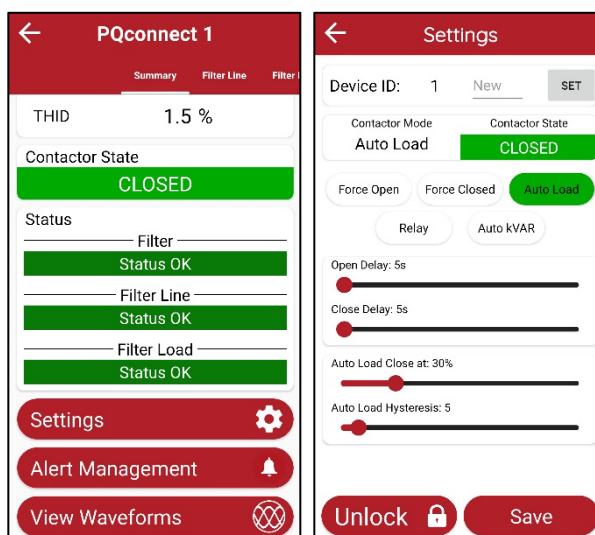 PQconnect 1
Summary Filter Line Filter
THID 1.5 %
Contactor State
CLOSED
Status
Filter
Status OK
Filter Line
Status OK
Filter Load
Status OK
Settings
Alert Management
View Waveforms
Settings
Device ID: 1 New SET
Contactor Mode Contactor State
Auto Load CLOSED
Force Open Force Closed Auto Load
Relay Auto kVAR
Open Delay: 5s
Close Delay: 5s
Auto Load Close at: 30%
Auto Load Hysteresis: 5
Unlock Save